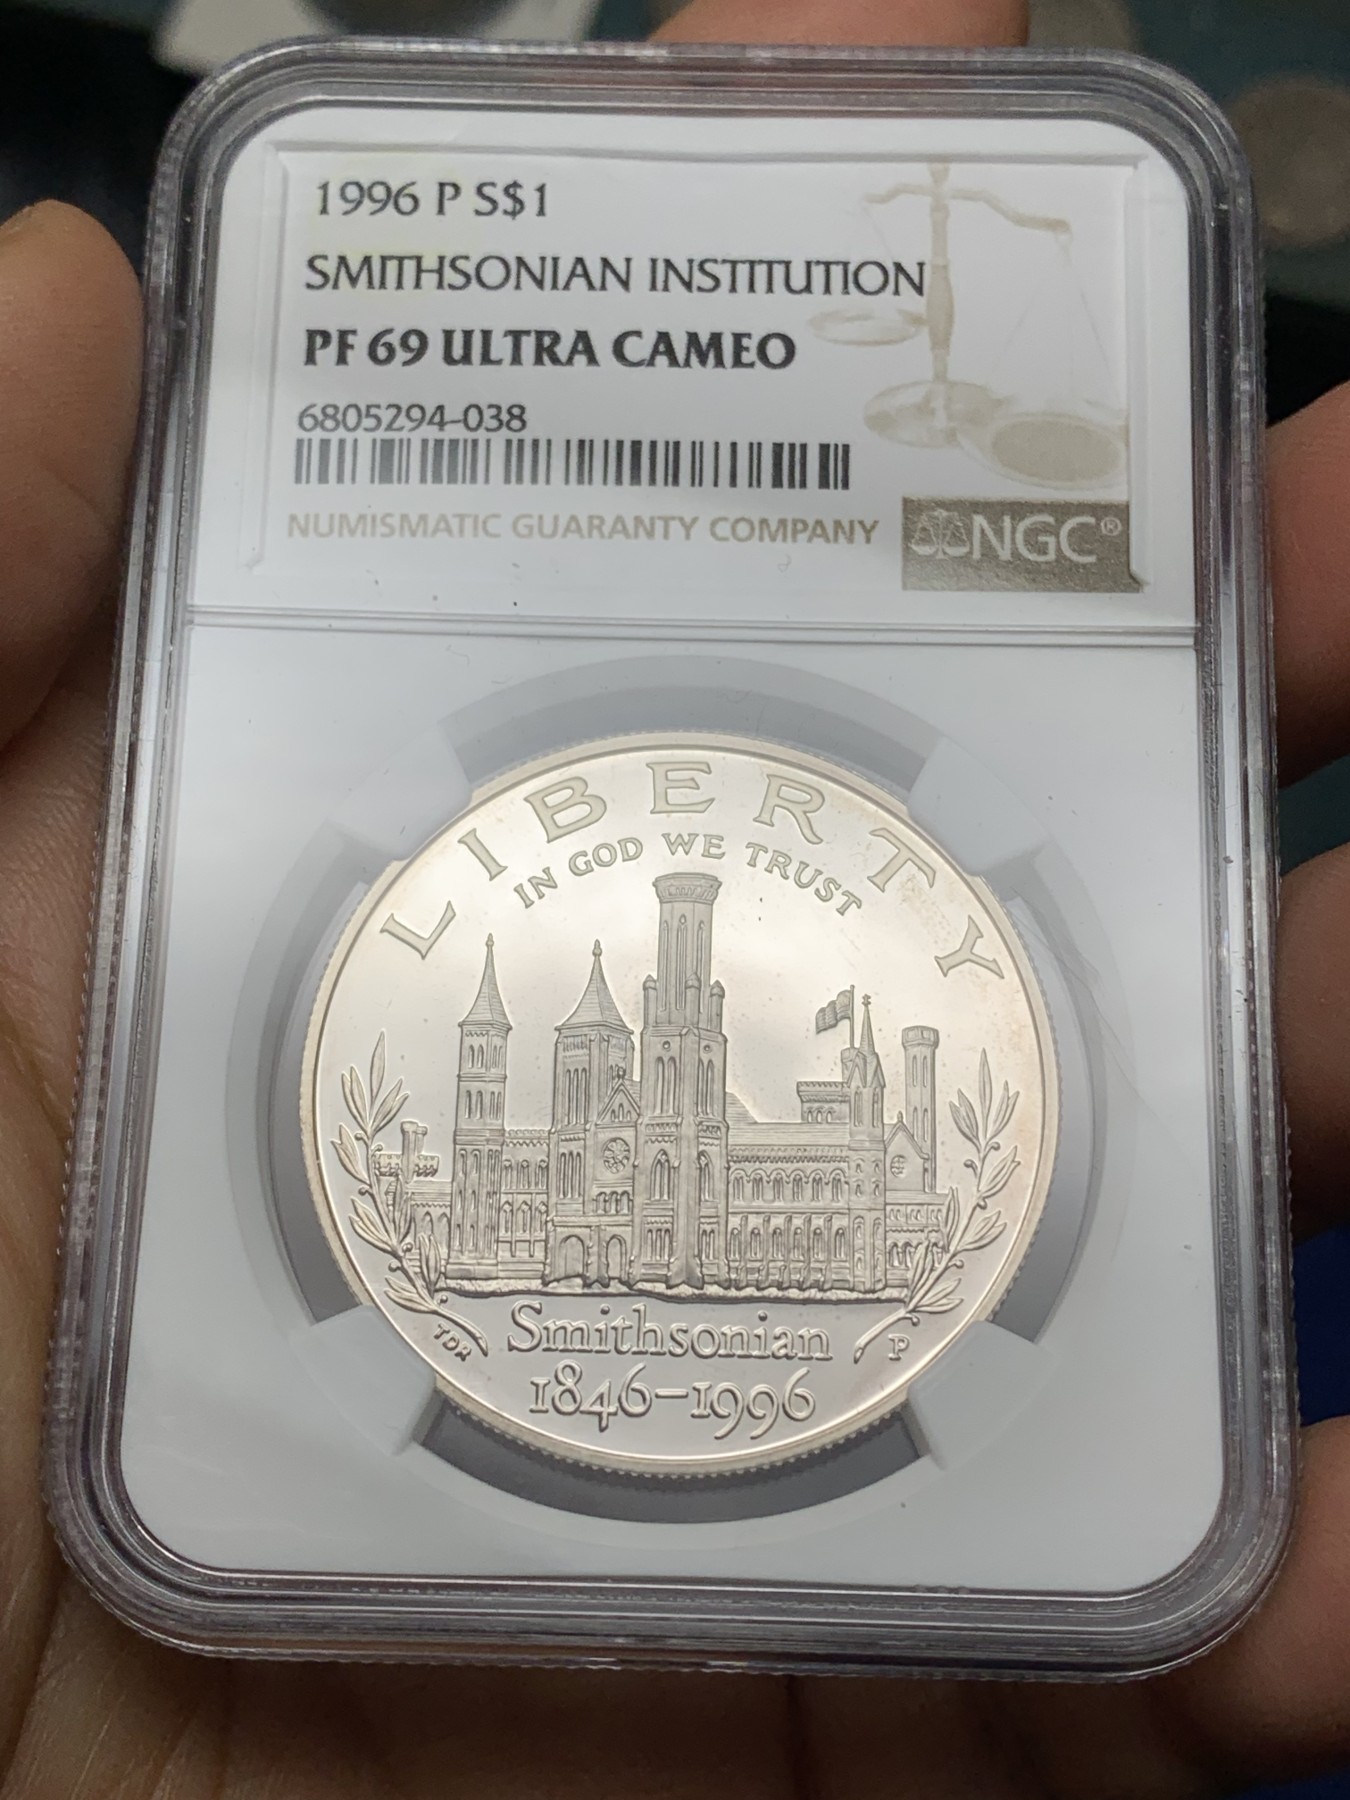 1996 P S$1
SMITHSONIAN INSTITUTION
PF 69 ULTRA CAMEO
6805294-038
NUMISMATIC GUARANTY COMPANY
NGC®
LIBERTY
IN GOD WE TRUST
TDR
Smithsonian
P
1846-1996